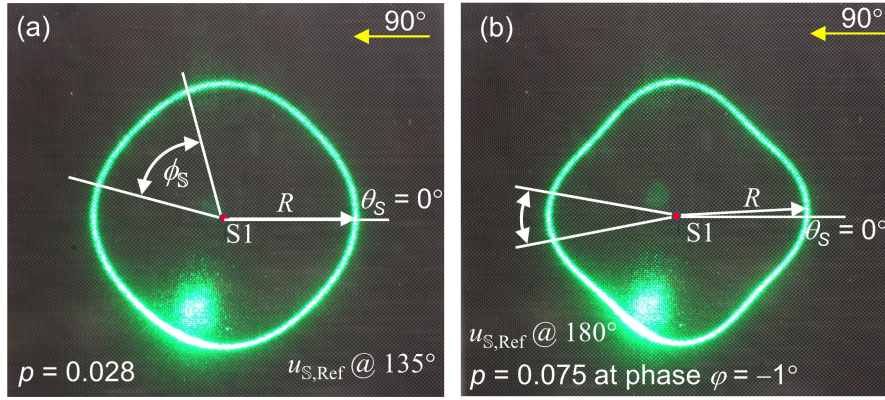 (a)
90°
ϕ𝕊
R
θS = 0°
S1
u𝕊,Ref @ 135°
p = 0.028
(b)
90°
R
S1
θS = 0°
u𝕊,Ref @ 180°
p = 0.075 at phase φ = –1°